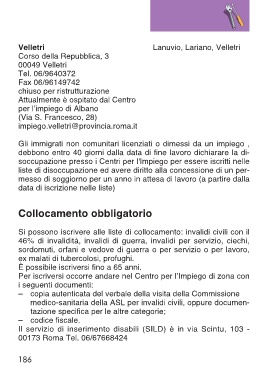 Velletri
Lanuvio, Lariano, Velletri
Corso della Repubblica, 3
00049 Velletri
Tel. 06/9640372
Fax 06/96149742
chiuso per ristrutturazione
Attualmente è ospitato dal Centro
per l'impiego di Albano
(Via S. Francesco, 28)
impiego.velletri@provincia.roma.it
Gli immigrati non comunitari licenziati o dimessi da un impiego ,
debbono entro 40 giorni dalla data di fine lavoro dichiarare la di-
soccupazione presso i Centri per l'Impiego per essere iscritti nelle
liste di disoccupazione ed avere diritto alla concessione di un per-
messo di soggiorno per un anno in attesa di lavoro (a partire dalla
data di iscrizione nelle liste)
Collocamento obbligatorio
Si possono iscrivere alle liste di collocamento: invalidi civili con il
46% di invalidità, invalidi di guerra, invalidi per servizio, ciechi,
sordomuti, orfani e vedove di guerra o per servizio o per lavoro,
ex malati di tubercolosi, profughi.
È possibile iscriversi fino a 65 anni.
Per iscriversi occorre andare nel Centro per l'Impiego di zona con
i seguenti documenti:
– copia autenticata del verbale della visita della Commissione
medico-sanitaria della ASL per invalidi civili, oppure documen-
tazione specifica per le altre categorie;
– codice fiscale.
Il servizio di inserimento disabili (SILD) è in via Scintu, 103 -
00173 Roma Tel. 06/67668424
186